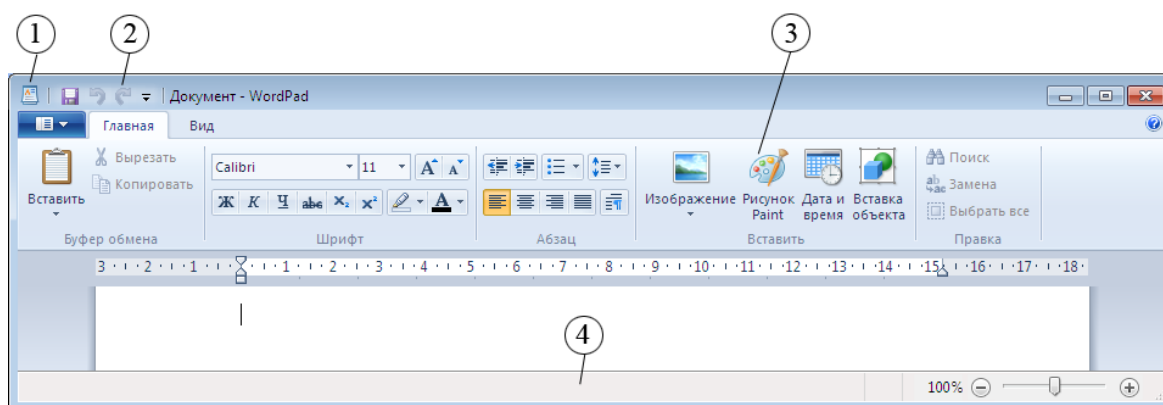 1 2 3
Документ - WordPad
Главная Вид
Вставить
Вырезать
Копировать
Буфер обмена
Calibri 11
Ж К Ч abc X₂ x² A
Шрифт
Абзац
Изображение
Рисунок
Paint
Дата и
время
Вставка
объекта
Вставить
Поиск
Замена
Выбрать все
Правка
3 2 1 1 2 3 4 5 6 7 8 9 10 11 12 13 14 15 16 17 18
4
100%